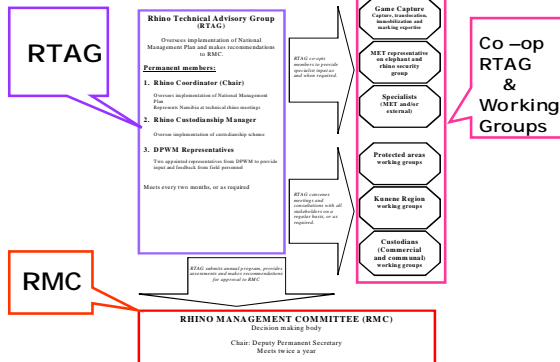 RTAG
Rhino Technical Advisory Group
(RTAG)
Oversees implementation of National
Management Plan and makes recommendations
to RMC.
Permanent members:
1. Rhino Coordinator (Chair)
Oversees implementation of National Management
Plan
Represents Namibia at technical rhino meetings
2. Rhino Custodianship Manager
Oversee implementation of custodianship scheme
3. DPWM Representatives
Two appointed representatives from DPWM to provide
input and feedback from field personnel
Meets every two months, or as required
RTAG co-opts
members to provide
specialist input as
and when required.
RTAG convenes
meetings and
consultations with all
stakeholders on a
regular basis, or as
required.
Game Capture
Capture, translocation,
immobilization and
marking expertise
MET representative
on elephant and
rhino security
group
Specialists
(MET and/or
external)
Protected areas
working groups
Kunene Region
working groups
Custodians
(Commercial
and communal)
working groups
Co –op
RTAG
&
Working
Groups
RTAG submits annual program, provides
assessments and makes recommendations
for approval to RMC
RMC
RHINO MANAGEMENT COMMITTEE (RMC)
Decision making body
Chair: Deputy Permanent Secretary
Meets twice a year